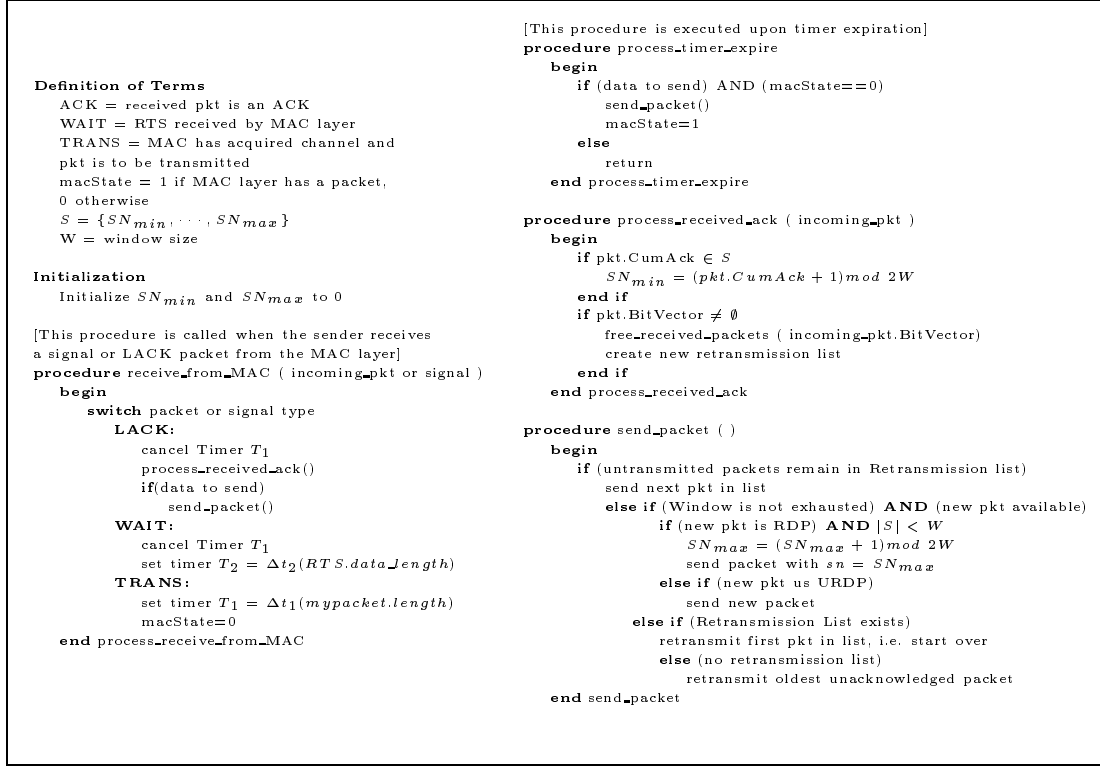 Definition of Terms
ACK = received pkt is an ACK
WAIT = RTS received by MAC layer
TRANS = MAC has acquired channel and
pkt is to be transmitted
macState = 1 if MAC layer has a packet,
0 otherwise
S = {SN_min, · · · , SN_max}
W = window size
Initialization
Initialize SN_min and SN_max to 0
[This procedure is called when the sender receives
a signal or LACK packet from the MAC layer]
procedure receive_from_MAC ( incoming_pkt or signal )
begin
switch packet or signal type
LACK:
cancel Timer T_1
process_received_ack()
if(data to send)
send_packet()
WAIT:
cancel Timer T_1
set timer T_2 = Δt_2(RTS.data_length)
TRANS:
set timer T_1 = Δt_1(mypacket.length)
macState=0
end process_receive_from_MAC
[This procedure is executed upon timer expiration]
procedure process_timer_expire
begin
if (data to send) AND (macState==0)
send_packet()
macState=1
else
return
end process_timer_expire
procedure process_received_ack ( incoming_pkt )
begin
if pkt.CumAck ∈ S
SN_min = (pkt.CumAck + 1)mod 2W
end if
if pkt.BitVector ≠ ∅
free_received_packets ( incoming_pkt.BitVector)
create new retransmission list
end if
end process_received_ack
procedure send_packet ( )
begin
if (untransmitted packets remain in Retransmission list)
send next pkt in list
else if (Window is not exhausted) AND (new pkt available)
if (new pkt is RDP) AND |S| < W
SN_max = (SN_max + 1)mod 2W
send packet with sn = SN_max
else if (new pkt us URDP)
send new packet
else if (Retransmission List exists)
retransmit first pkt in list, i.e. start over
else (no retransmission list)
retransmit oldest unacknowledged packet
end send_packet